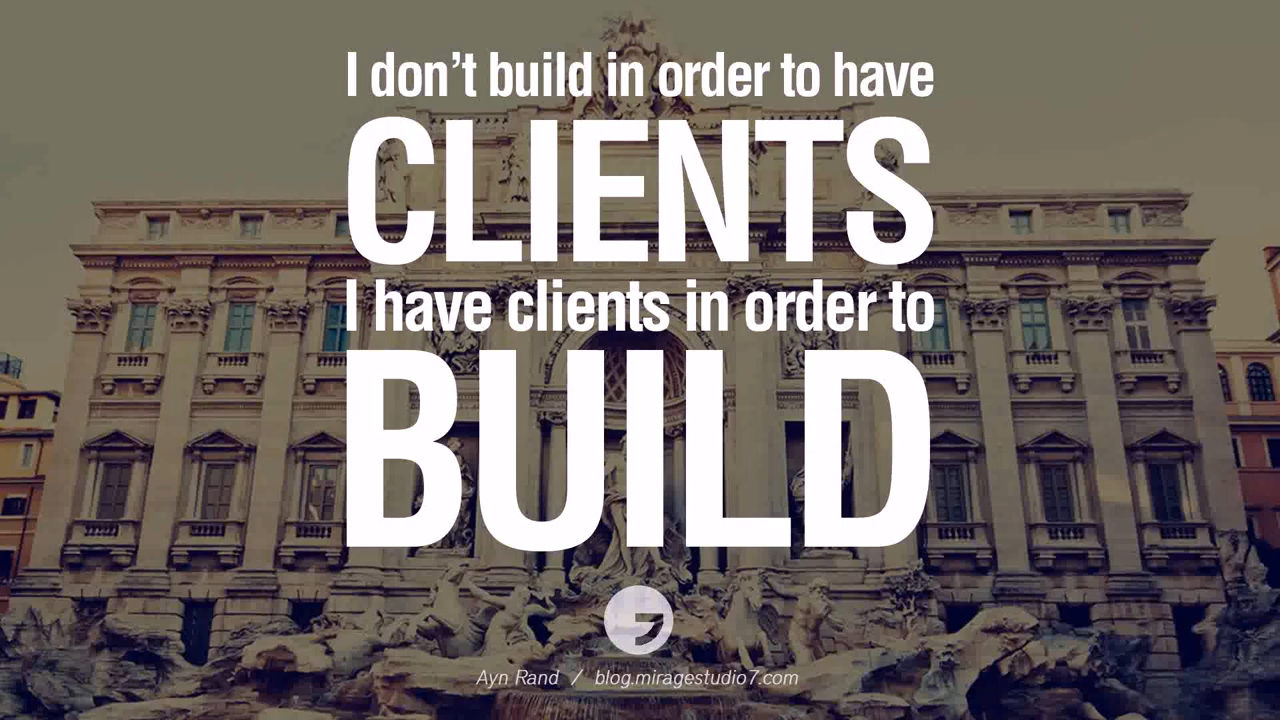 I don’t build in order to have
CLIENTS
I have clients in order to
BUILD
Ayn Rand / blog.miragestudio7.com